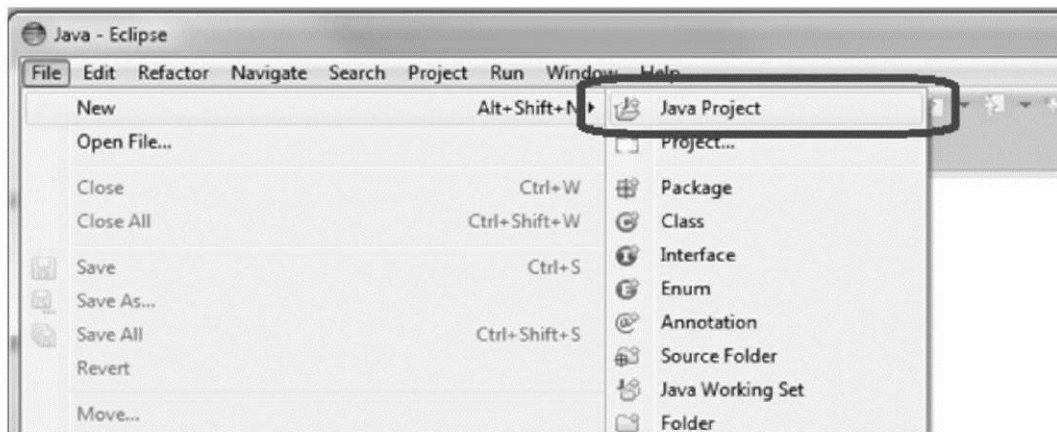 Java - Eclipse
File Edit Refactor Navigate Search Project Run Window Help
New Alt+Shift+N
Open File...
Close Ctrl+W
Close All Ctrl+Shift+W
Save Ctrl+S
Save As...
Save All Ctrl+Shift+S
Revert
Move...
Java Project
Project...
Package
Class
Interface
Enum
Annotation
Source Folder
Java Working Set
Folder